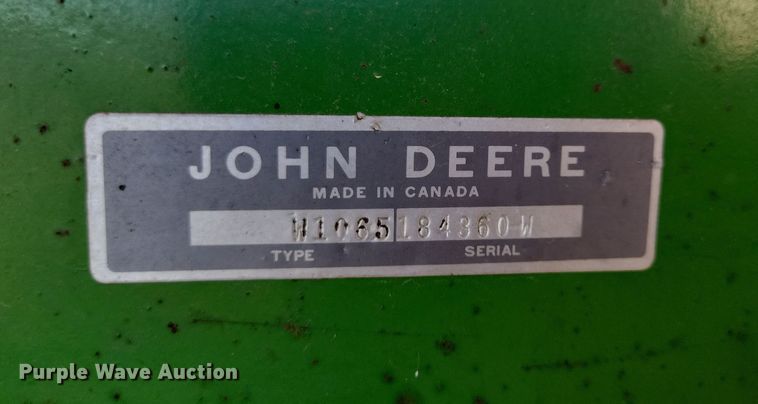 JOHN DEERE
MADE IN CANADA
W1065 184360W
TYPE SERIAL
Purple Wave Auction